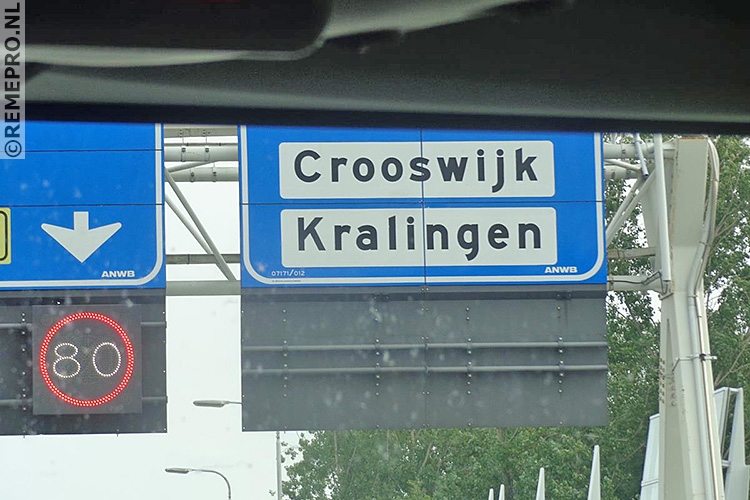 ©REMEPRO.NL
Crooswijk
Kralingen
07171/012
ANWB
ANWB
80